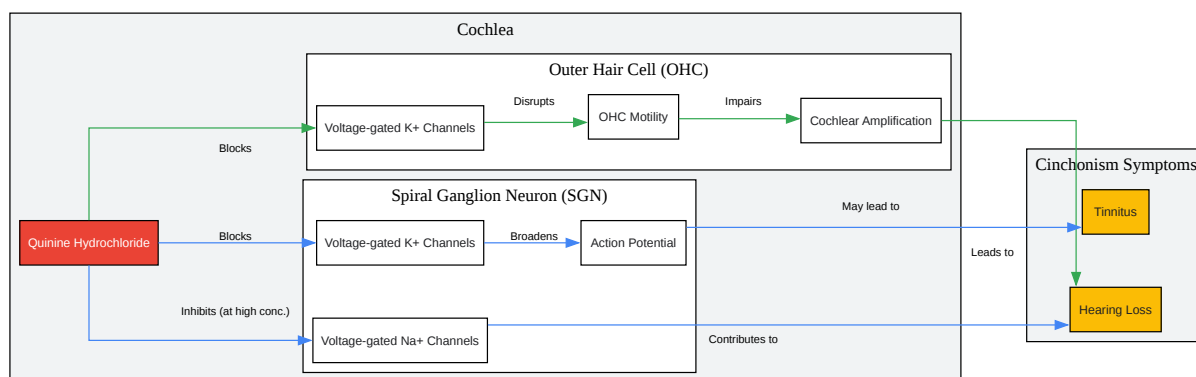 Cochlea
Outer Hair Cell (OHC)
Disrupts
Impairs
Voltage-gated K+ Channels
OHC Motility
Cochlear Amplification
Blocks
Cinchonism Symptoms
Spiral Ganglion Neuron (SGN)
May lead to
Tinnitus
Quinine Hydrochloride
Blocks
Voltage-gated K+ Channels
Broadens
Action Potential
Leads to
Inhibits (at high conc.)
Hearing Loss
Voltage-gated Na+ Channels
Contributes to